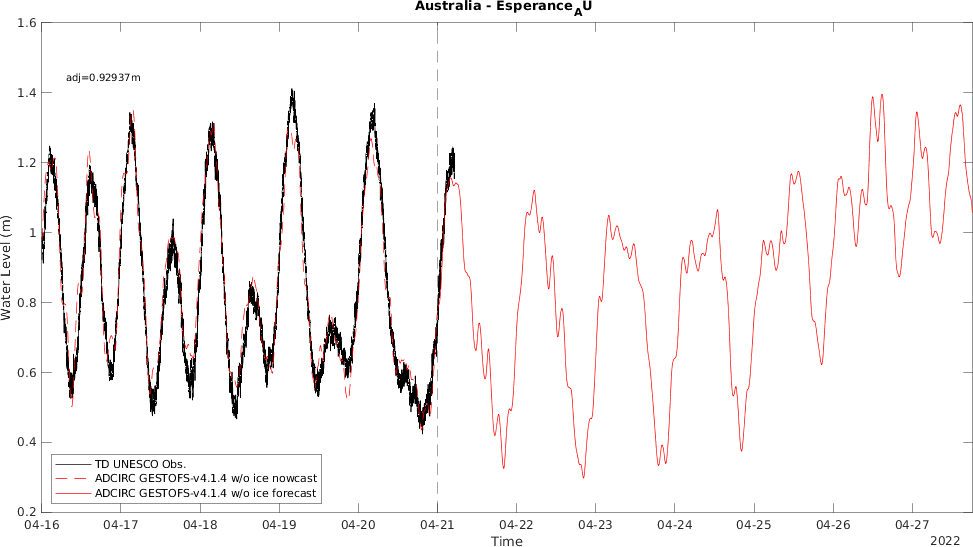 Australia - Esperance_AU
1.6
adj=0.92937m
1.4
1.2
1
0.8
0.6
0.4
0.2
Water Level (m)
TD UNESCO Obs.
ADCIRC GESTOFS-v4.1.4 w/o ice nowcast
ADCIRC GESTOFS-v4.1.4 w/o ice forecast
04-16 04-17 04-18 04-19 04-20 04-21 04-22 04-23 04-24 04-25 04-26 04-27
Time
2022